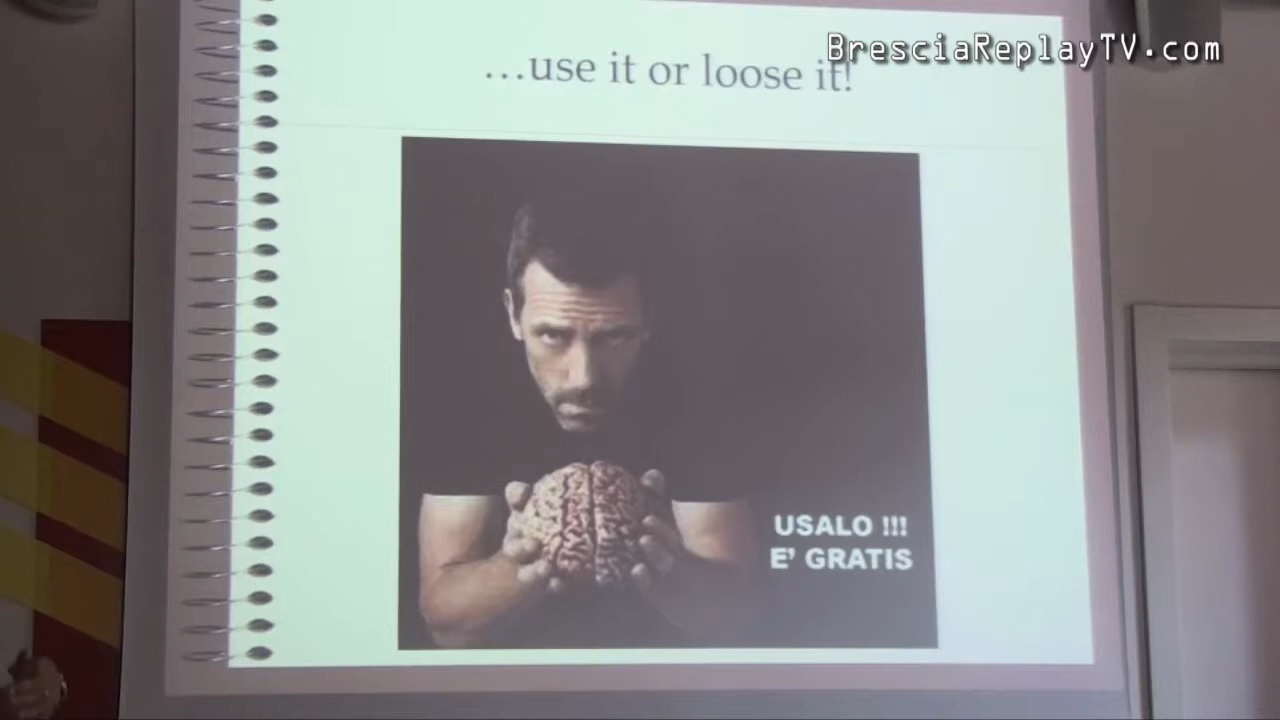 BresciaReplayTV.com
...use it or loose it!
USALO !!!
E' GRATIS